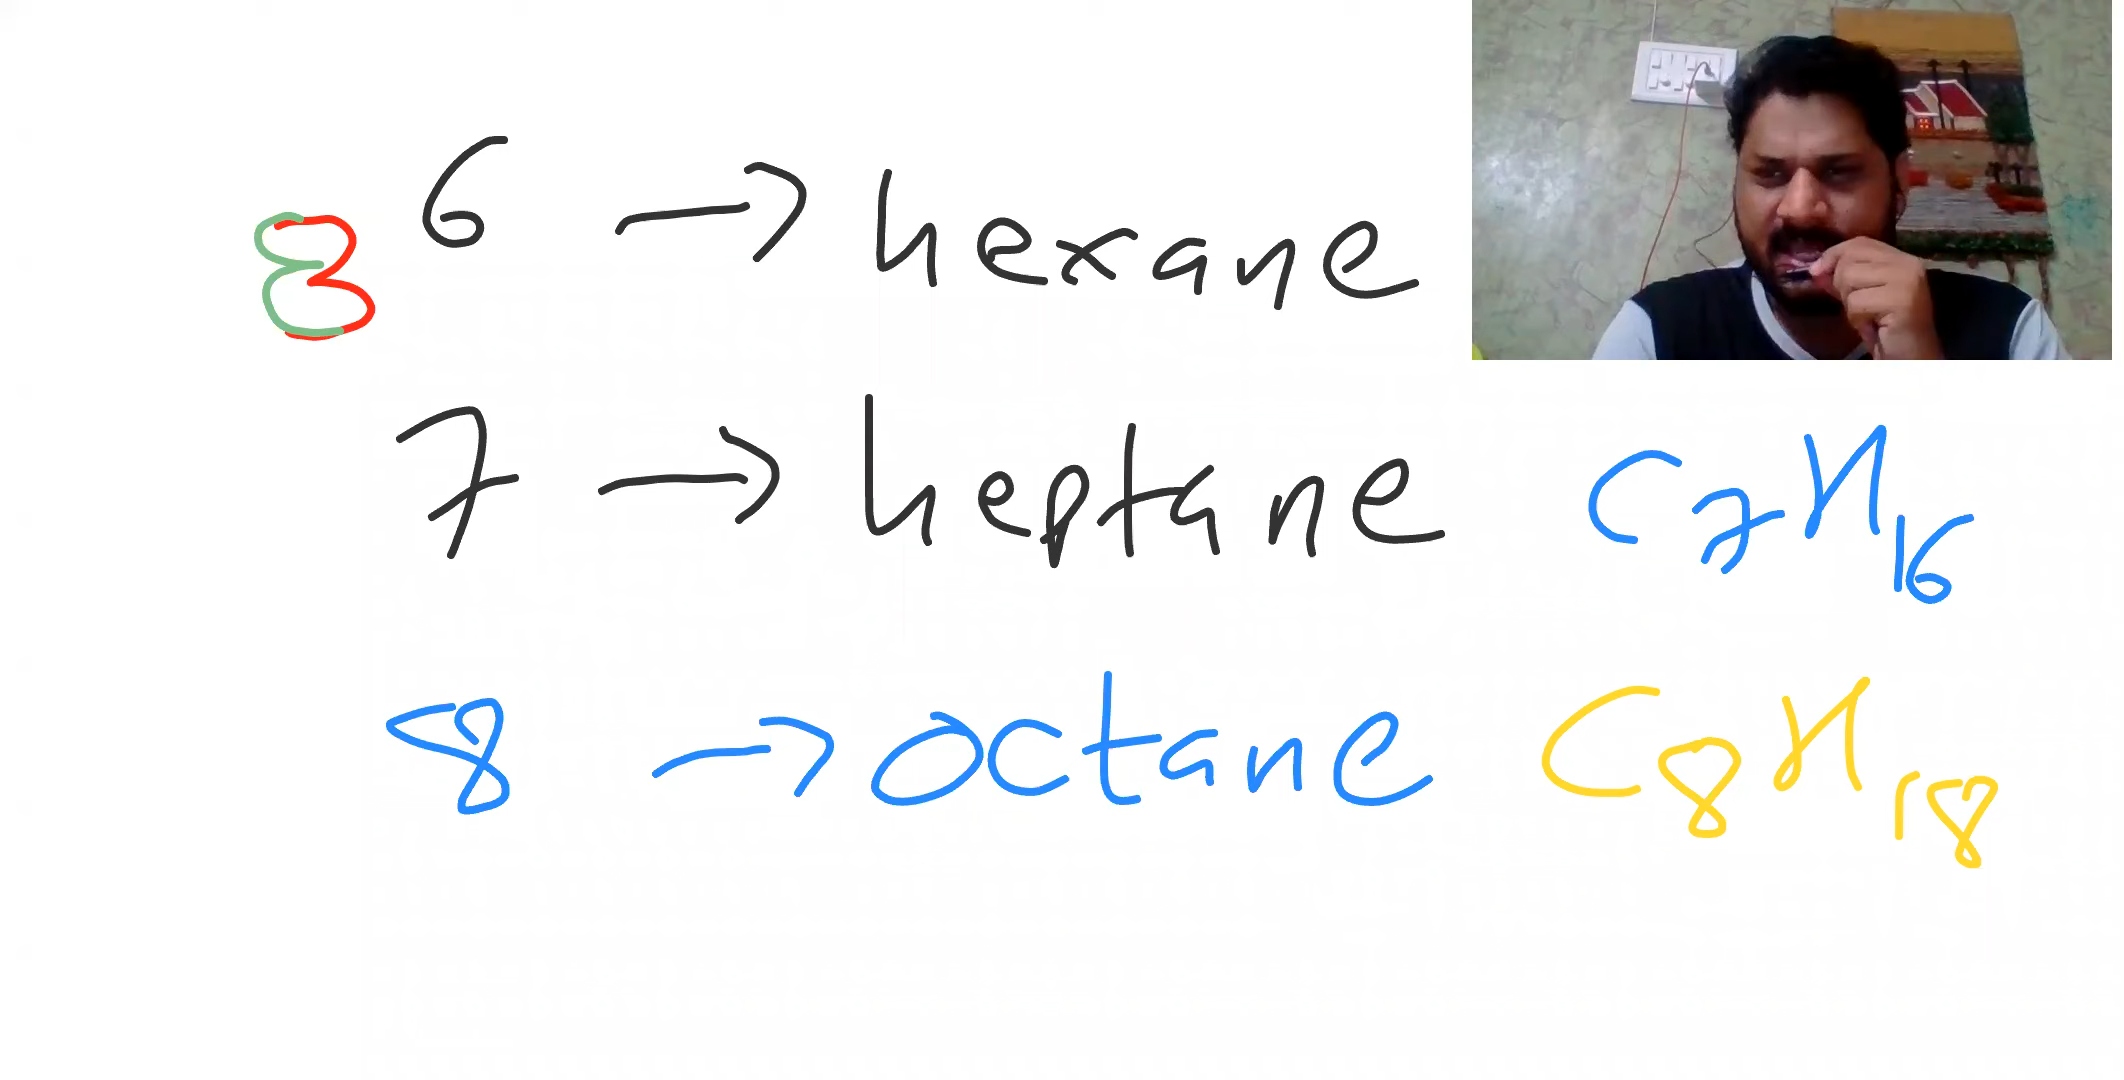 8
6 → hexane
7 → heptane C₇H₁₆
8 → octane C₈H₁₈